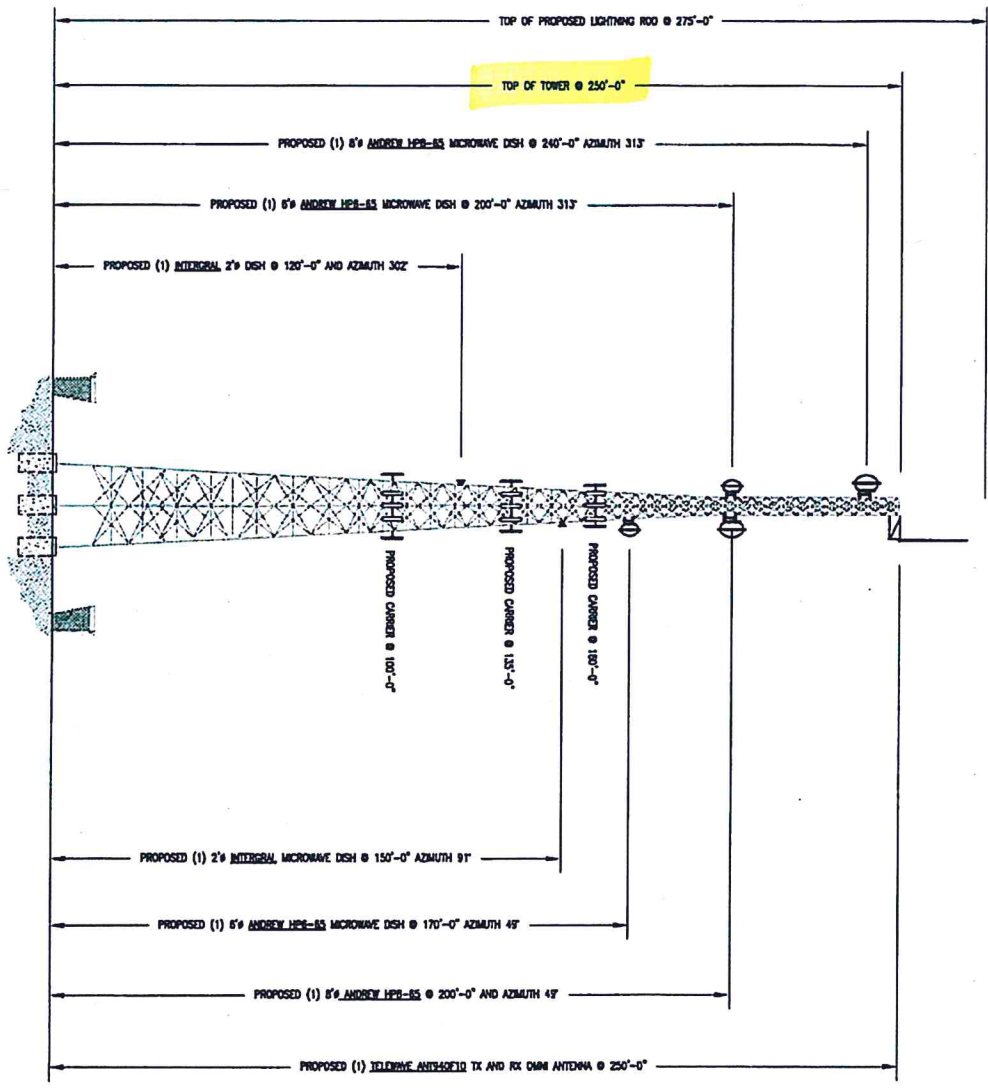 TOP OF PROPOSED LIGHTNING ROD @ 275'-0"
TOP OF TOWER @ 250'-0"
PROPOSED (1) 8'ø ANDREW HP8-65 MICROWAVE DISH @ 240'-0" AZIMUTH 313°
PROPOSED (1) 6'ø ANDREW HP6-65 MICROWAVE DISH @ 200'-0" AZIMUTH 313°
PROPOSED (1) INTERGRAL 2'ø DISH @ 120'-0" AND AZIMUTH 302°
PROPOSED CARRIER @ 100'-0"
PROPOSED CARRIER @ 135'-0"
PROPOSED CARRIER @ 160'-0"
PROPOSED (1) 2'ø INTERGRAL MICROWAVE DISH @ 150'-0" AZIMUTH 91°
PROPOSED (1) 6'ø ANDREW HP6-65 MICROWAVE DISH @ 170'-0" AZIMUTH 49°
PROPOSED (1) 8'ø ANDREW HP8-65 @ 200'-0" AND AZIMUTH 49°
PROPOSED (1) TELEWAVE ANT940F10 TX AND RX OMNI ANTENNA @ 250'-0"